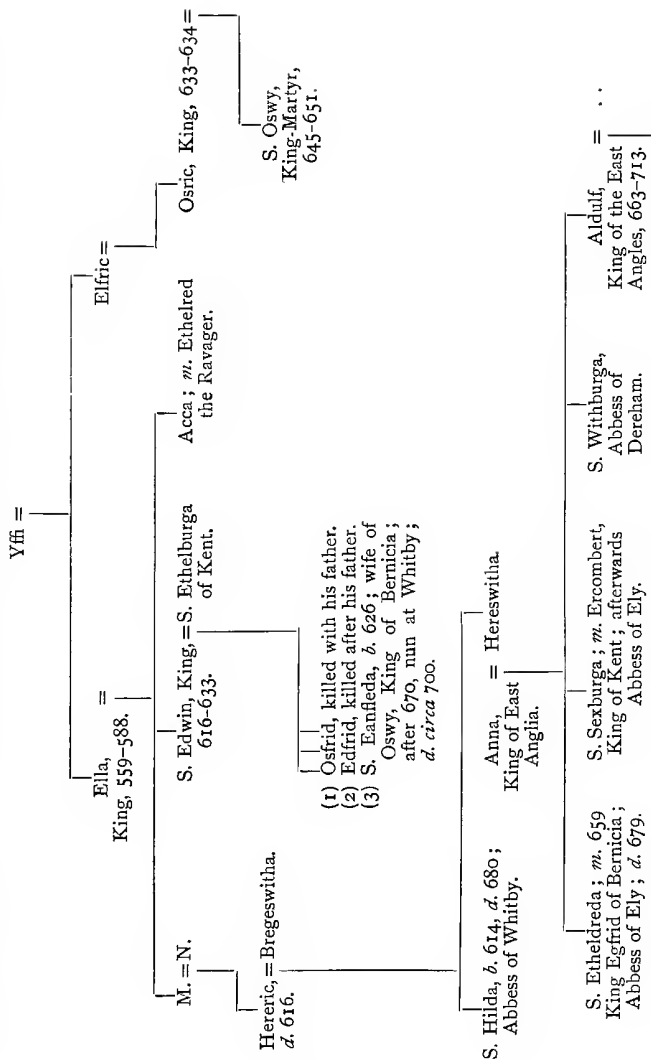 Yffi =
Ella,
King, 559-588.
=
Elfric =
M. = N.
S. Edwin, King, = S. Ethelburga
616-633.
of Kent.
Acca; m. Ethelred
the Ravager.
Osric, King, 633-634 =
Hereric, = Bregeswitha.
d. 616.
(1) Osfrid, killed with his father.
(2) Edfrid, killed after his father.
(3) S. Eanfleda, b. 626; wife of
Oswy, King of Bernicia;
after 670, nun at Whitby;
d. circa 700.
S. Oswy,
King-Martyr,
645-651.
S. Hilda, b. 614, d. 680;
Abbess of Whitby.
Anna, = Hereswitha.
King of East
Anglia.
S. Etheldreda; m. 659
King Egfrid of Bernicia;
Abbess of Ely; d. 679.
S. Sexburga; m. Ercombert,
King of Kent; afterwards
Abbess of Ely.
S. Withburga,
Abbess of
Dereham.
Aldulf, = . .
King of the East
Angles, 663-713.